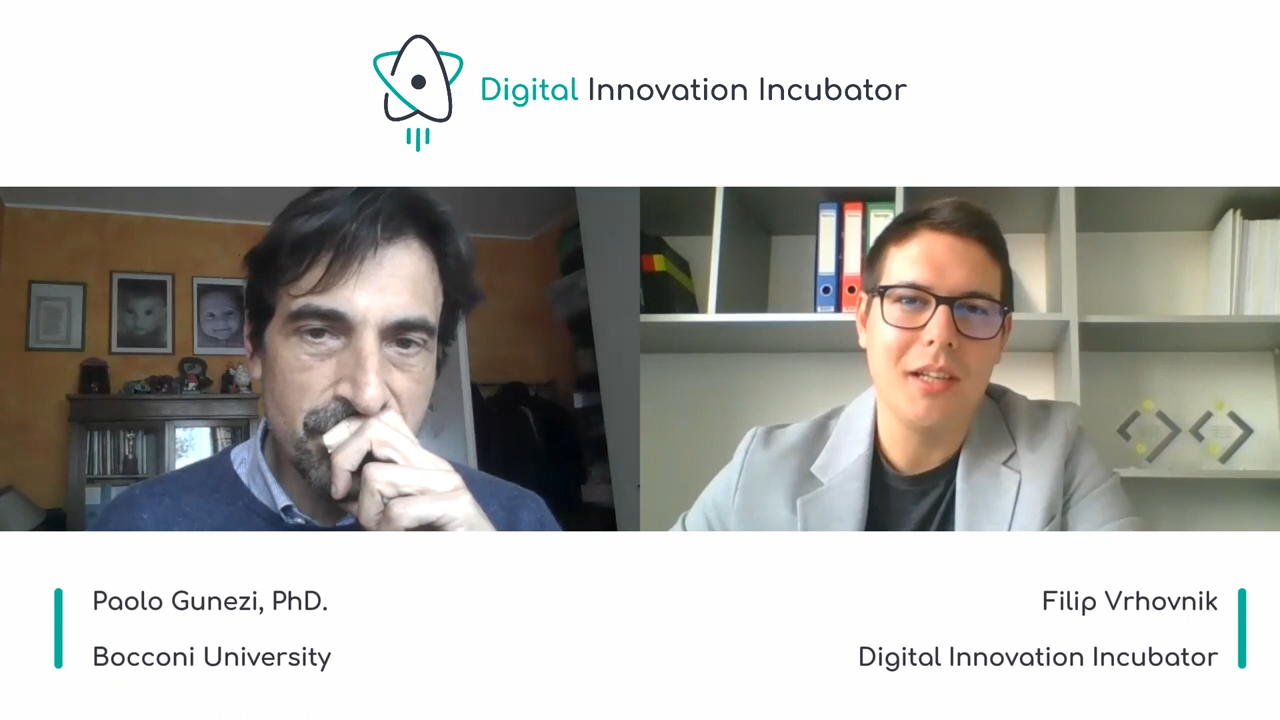 Digital Innovation Incubator
Paolo Gunezi, PhD.
Bocconi University
Filip Vrhovnik
Digital Innovation Incubator